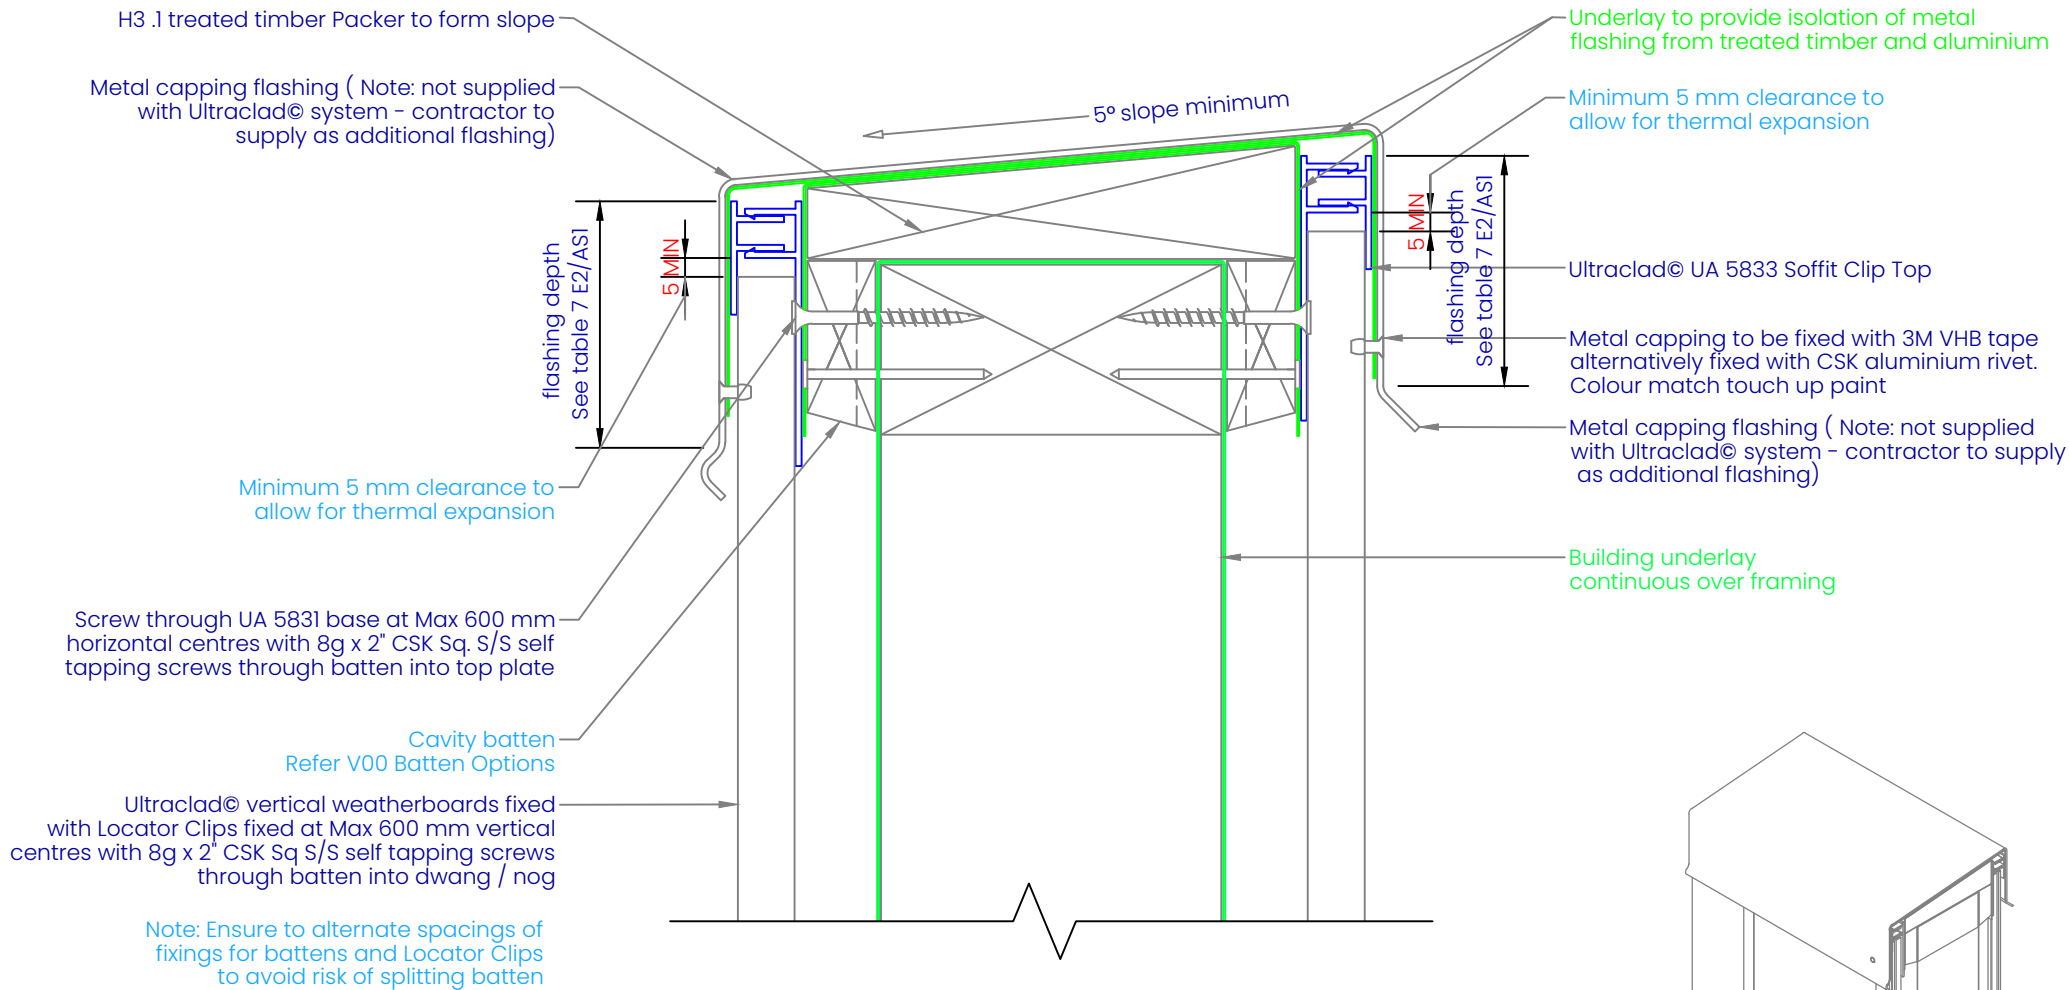 H3 .1 treated timber Packer to form slope
Metal capping flashing ( Note: not supplied
with Ultraclad© system - contractor to
supply as additional flashing)
5° slope minimum
Underlay to provide isolation of metal
flashing from treated timber and aluminium
Minimum 5 mm clearance to
allow for thermal expansion
flashing depth
See table 7 E2/AS1
5 MIN
5 MIN
flashing depth
See table 7 E2/AS1
Ultraclad© UA 5833 Soffit Clip Top
Metal capping to be fixed with 3M VHB tape
alternatively fixed with CSK aluminium rivet.
Colour match touch up paint
Metal capping flashing ( Note: not supplied
with Ultraclad© system - contractor to supply
as additional flashing)
Minimum 5 mm clearance to
allow for thermal expansion
Building underlay
continuous over framing
Screw through UA 5831 base at Max 600 mm
horizontal centres with 8g x 2" CSK Sq. S/S self
tapping screws through batten into top plate
Cavity batten
Refer V00 Batten Options
Ultraclad© vertical weatherboards fixed
with Locator Clips fixed at Max 600 mm vertical
centres with 8g x 2" CSK Sq S/S self tapping screws
through batten into dwang / nog
Note: Ensure to alternate spacings of
fixings for battens and Locator Clips
to avoid risk of splitting batten